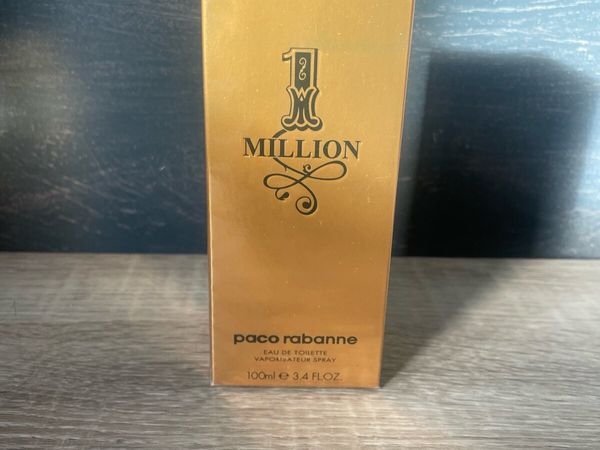 1
MILLION
paco rabanne
EAU DE TOILETTE
VAPORISATEUR SPRAY
100ml ℮ 3.4 FL.OZ.